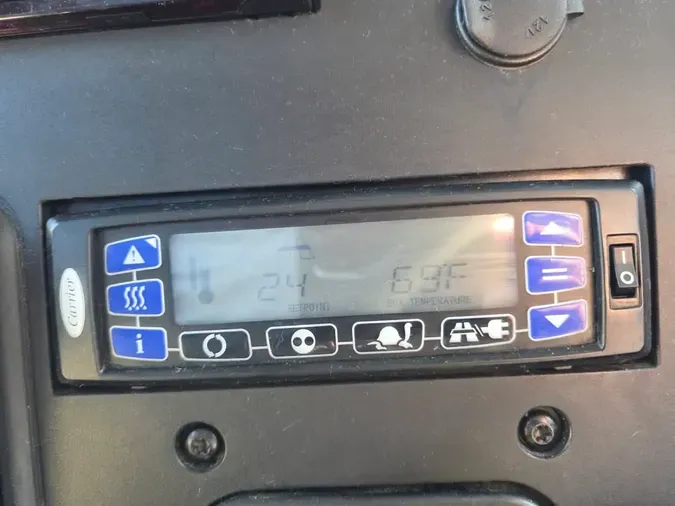 12V
Carrier
24
69F
SETPOINT
BOX TEMPERATURE
i
I
O